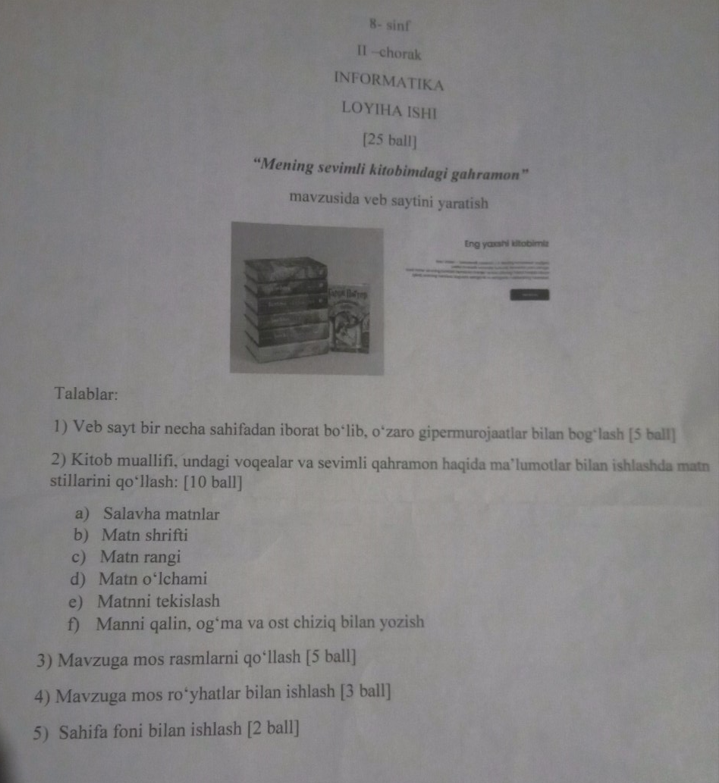 8- sinf
II –chorak
INFORMATIKA
LOYIHA ISHI
[25 ball]
“Mening sevimli kitobimdagi gahramon”
mavzusida veb saytini yaratish
Eng yaxshi kitobimiz
Talablar:
1) Veb sayt bir necha sahifadan iborat bo‘lib, o‘zaro gipermurojaatlar bilan bog‘lash [5 ball]
2) Kitob muallifi, undagi voqealar va sevimli qahramon haqida ma’lumotlar bilan ishlashda matn
stillarini qo‘llash: [10 ball]
a) Salavha matnlar
b) Matn shrifti
c) Matn rangi
d) Matn o‘lchami
e) Matnni tekislash
f) Manni qalin, og‘ma va ost chiziq bilan yozish
3) Mavzuga mos rasmlarni qo‘llash [5 ball]
4) Mavzuga mos ro‘yhatlar bilan ishlash [3 ball]
5) Sahifa foni bilan ishlash [2 ball]